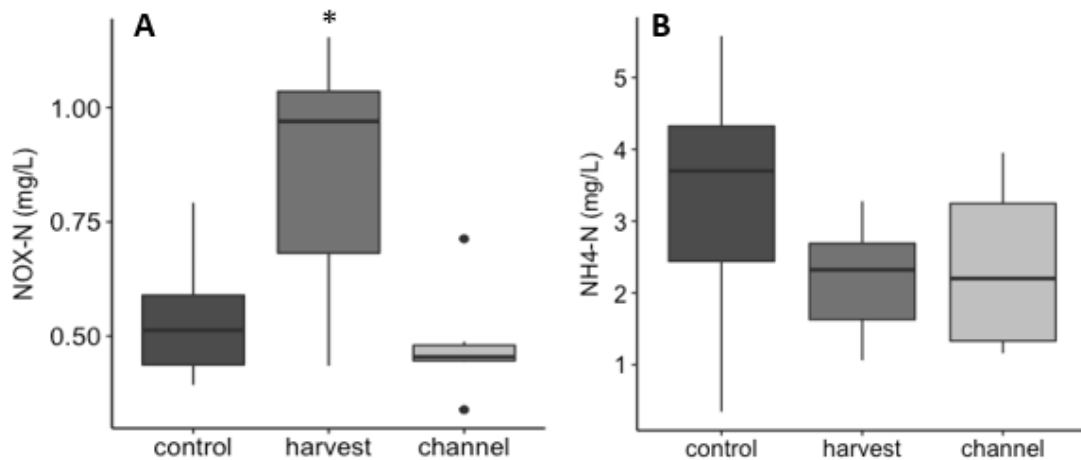 A
*
NOX-N (mg/L)
1.00
0.75
0.50
control harvest channel
B
NH4-N (mg/L)
5
4
3
2
1
control harvest channel